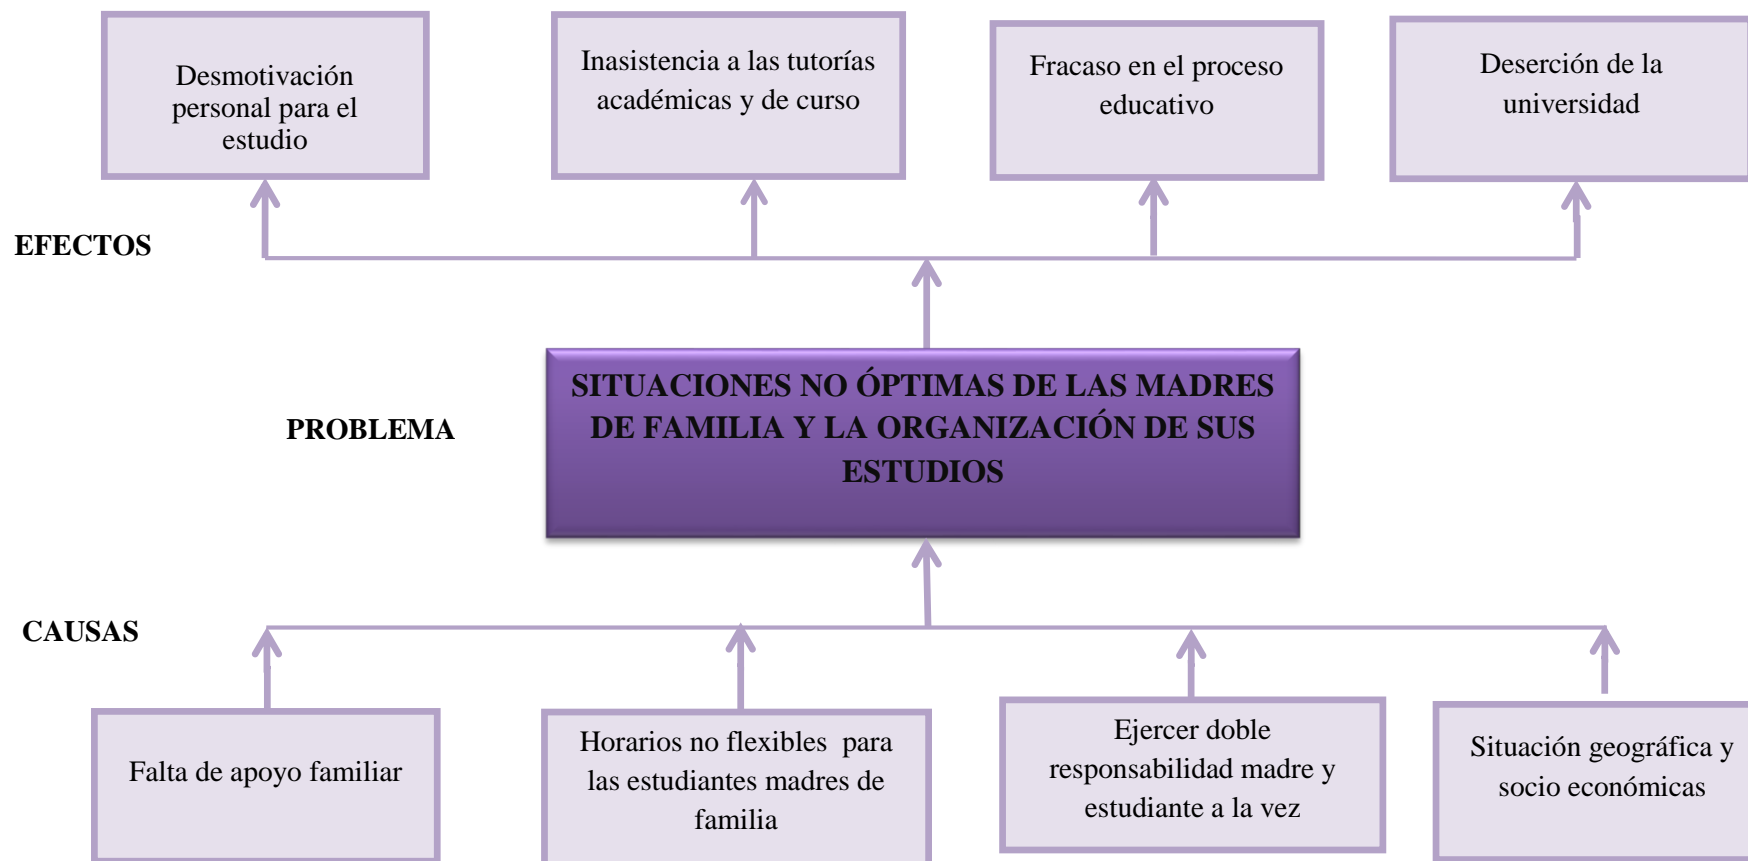 Desmotivación
personal para el
estudio
Inasistencia a las tutorías
académicas y de curso
Fracaso en el proceso
educativo
Deserción de la
universidad
EFECTOS
PROBLEMA
SITUACIONES NO ÓPTIMAS DE LAS MADRES
DE FAMILIA Y LA ORGANIZACIÓN DE SUS
ESTUDIOS
CAUSAS
Falta de apoyo familiar
Horarios no flexibles  para
las estudiantes madres de
familia
Ejercer doble
responsabilidad madre y
estudiante a la vez
Situación geográfica y
socio económicas